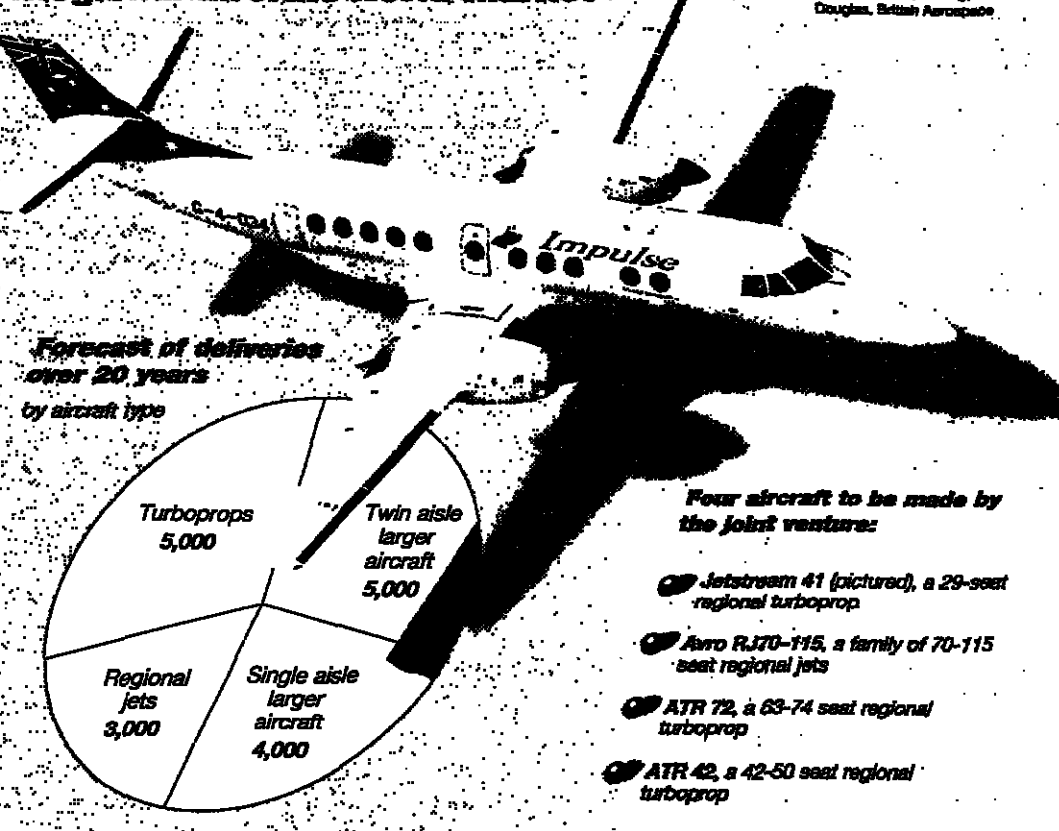 Douglas, British Aerospace
Impulse
Forecast of deliveries
over 20 years
by aircraft type
Turboprops
5,000
Twin aisle
larger
aircraft
5,000
Regional
jets
3,000
Single aisle
larger
aircraft
4,000
Four aircraft to be made by
the joint venture:
Jetstream 41 (pictured), a 29-seat
regional turboprop
Avro RJ70-115, a family of 70-115
seat regional jets
ATR 72, a 63-74 seat regional
turboprop
ATR 42, a 42-50 seat regional
turboprop